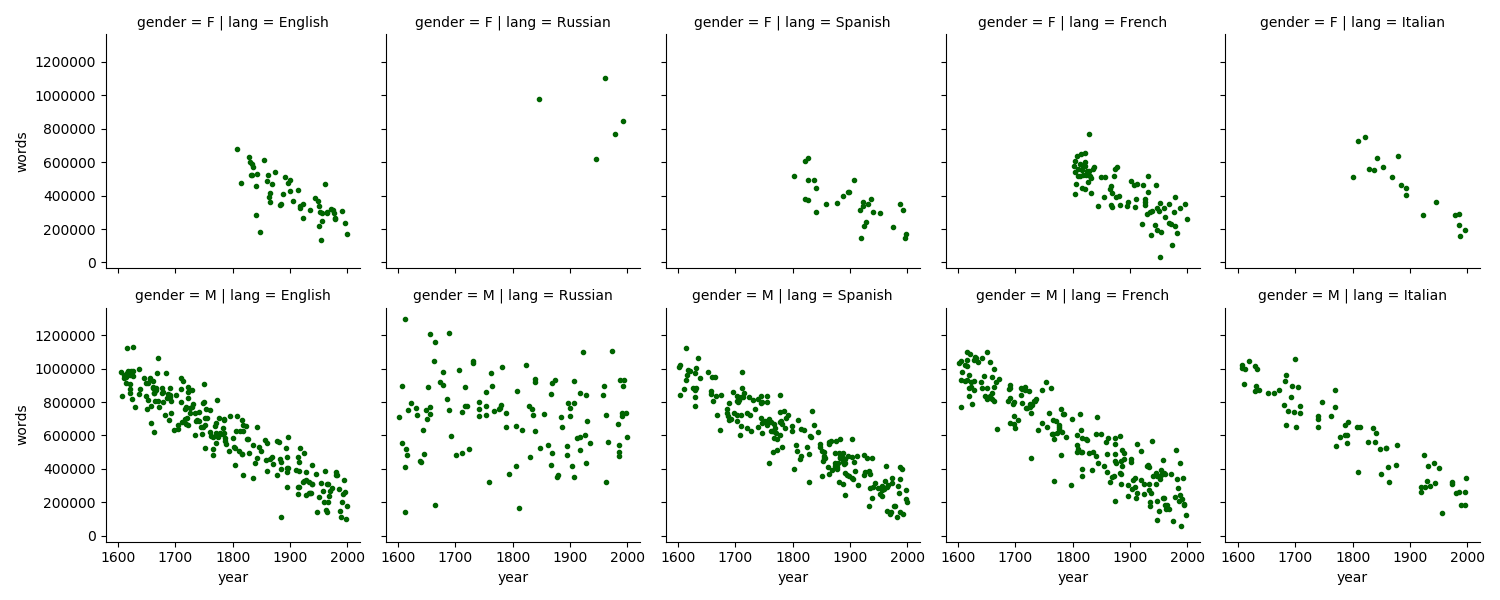 gender = F | lang = English
gender = F | lang = Russian
gender = F | lang = Spanish
gender = F | lang = French
gender = F | lang = Italian
words
1200000
1000000
800000
600000
400000
200000
0
gender = M | lang = English
gender = M | lang = Russian
gender = M | lang = Spanish
gender = M | lang = French
gender = M | lang = Italian
words
1200000
1000000
800000
600000
400000
200000
0
1600 1700 1800 1900 2000
1600 1700 1800 1900 2000
1600 1700 1800 1900 2000
1600 1700 1800 1900 2000
1600 1700 1800 1900 2000
year
year
year
year
year